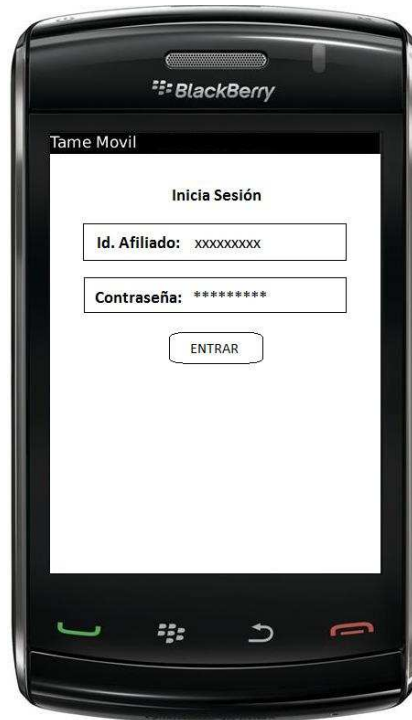 BlackBerry
Tame Movil
Inicia Sesión
Id. Afiliado: xxxxxxxxx
Contraseña: *********
ENTRAR